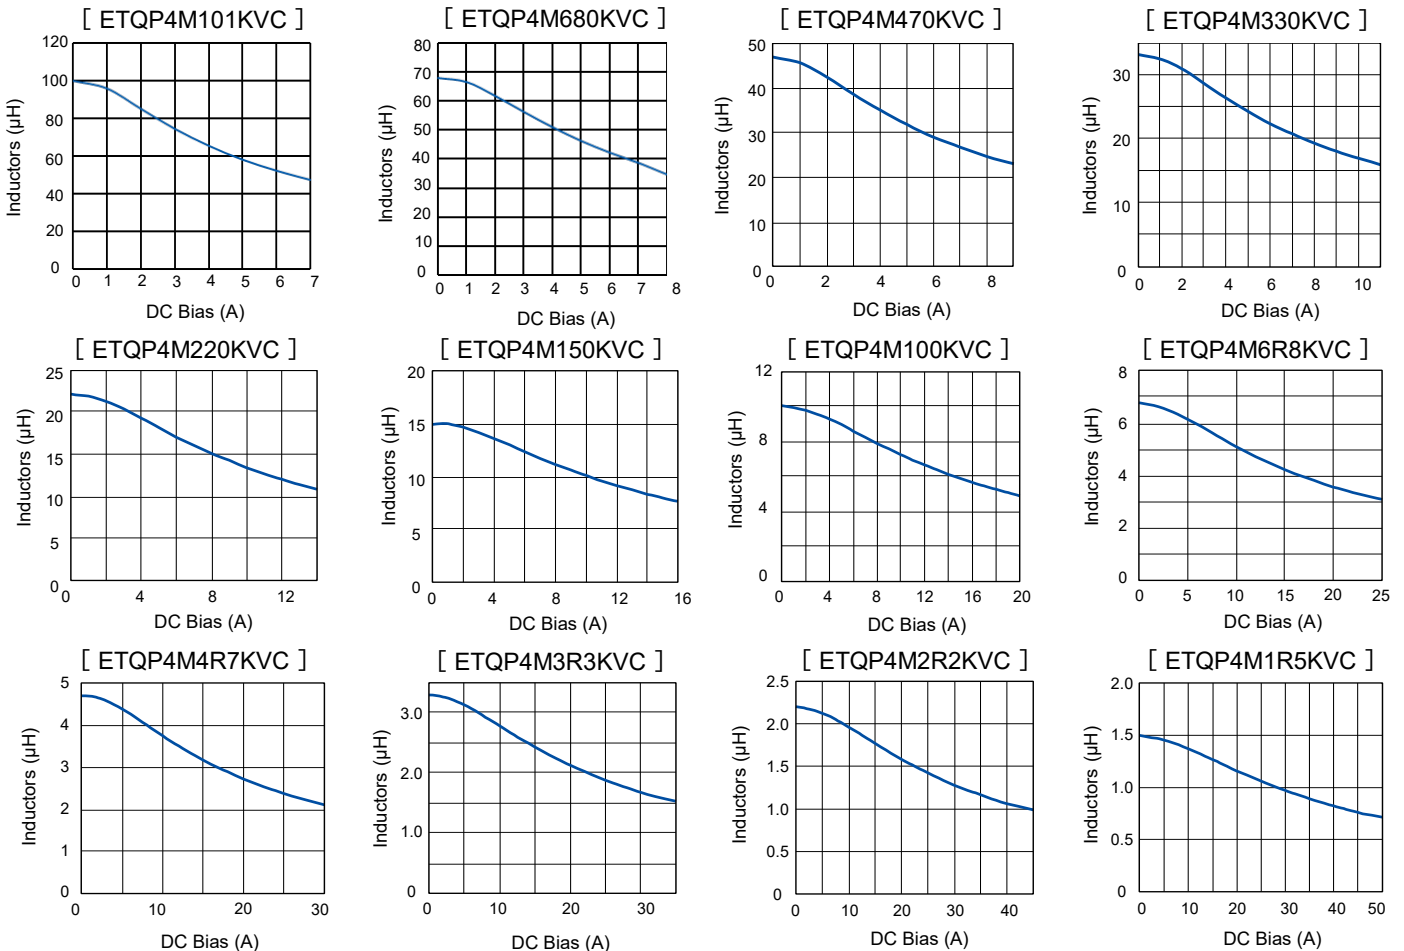 [ ETQP4M101KVC ]
120
100
80
60
40
20
0
0 1 2 3 4 5 6 7
Inductors (μH)
DC Bias (A)
[ ETQP4M680KVC ]
80
70
60
50
40
30
20
10
0
0 1 2 3 4 5 6 7 8
Inductors (μH)
DC Bias (A)
[ ETQP4M470KVC ]
50
40
30
20
10
0
0 2 4 6 8
Inductors (μH)
DC Bias (A)
[ ETQP4M330KVC ]
30
20
10
0
0 2 4 6 8 10
Inductors (μH)
DC Bias (A)
[ ETQP4M220KVC ]
25
20
15
10
5
0
0 4 8 12
Inductors (μH)
DC Bias (A)
[ ETQP4M150KVC ]
20
15
10
5
0
0 4 8 12 16
Inductors (μH)
DC Bias (A)
[ ETQP4M100KVC ]
12
8
4
0
0 4 8 12 16 20
Inductors (μH)
DC Bias (A)
[ ETQP4M6R8KVC ]
8
6
4
2
0
0 5 10 15 20 25
Inductors (μH)
DC Bias (A)
[ ETQP4M4R7KVC ]
5
4
3
2
1
0
0 10 20 30
Inductors (μH)
DC Bias (A)
[ ETQP4M3R3KVC ]
3.0
2.0
1.0
0
0 10 20 30
Inductors (μH)
DC Bias (A)
[ ETQP4M2R2KVC ]
2.5
2.0
1.5
1.0
0.5
0
0 10 20 30 40
Inductors (μH)
DC Bias (A)
[ ETQP4M1R5KVC ]
2.0
1.5
1.0
0.5
0
0 10 20 30 40 50
Inductors (μH)
DC Bias (A)